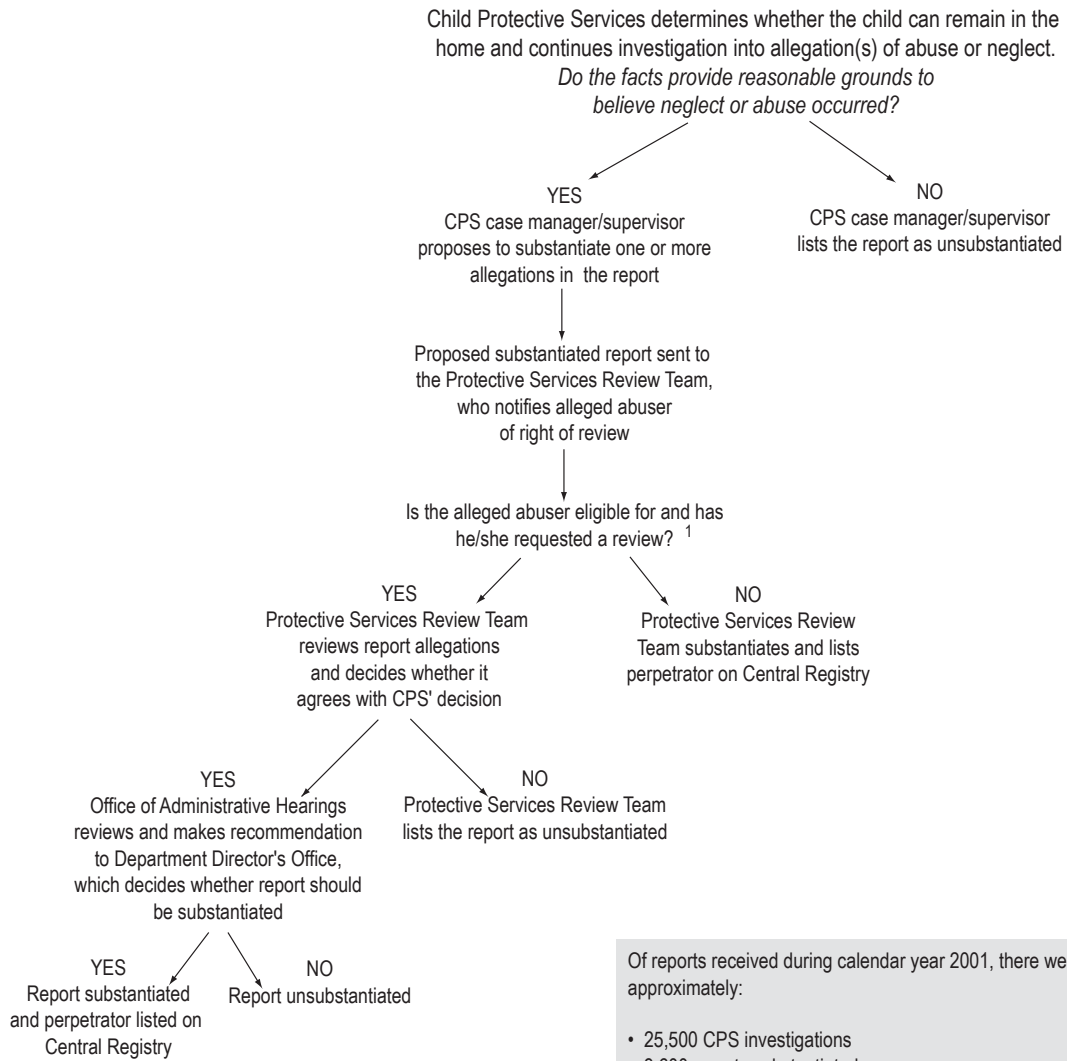 Child Protective Services determines whether the child can remain in the
home and continues investigation into allegation(s) of abuse or neglect.
Do the facts provide reasonable grounds to
believe neglect or abuse occurred?
YES
CPS case manager/supervisor
proposes to substantiate one or more
allegations in the report
NO
CPS case manager/supervisor
lists the report as unsubstantiated
Proposed substantiated report sent to
the Protective Services Review Team,
who notifies alleged abuser
of right of review
Is the alleged abuser eligible for and has
he/she requested a review? 1
YES
Protective Services Review Team
reviews report allegations
and decides whether it
agrees with CPS' decision
NO
Protective Services Review
Team substantiates and lists
perpetrator on Central Registry
YES
Office of Administrative Hearings
reviews and makes recommendation
to Department Director's Office,
which decides whether report should
be substantiated
NO
Protective Services Review Team
lists the report as unsubstantiated
YES
Report substantiated
and perpetrator listed on
Central Registry
NO
Report unsubstantiated
Of reports received during calendar year 2001, there we
approximately:
• 25,500 CPS investigations